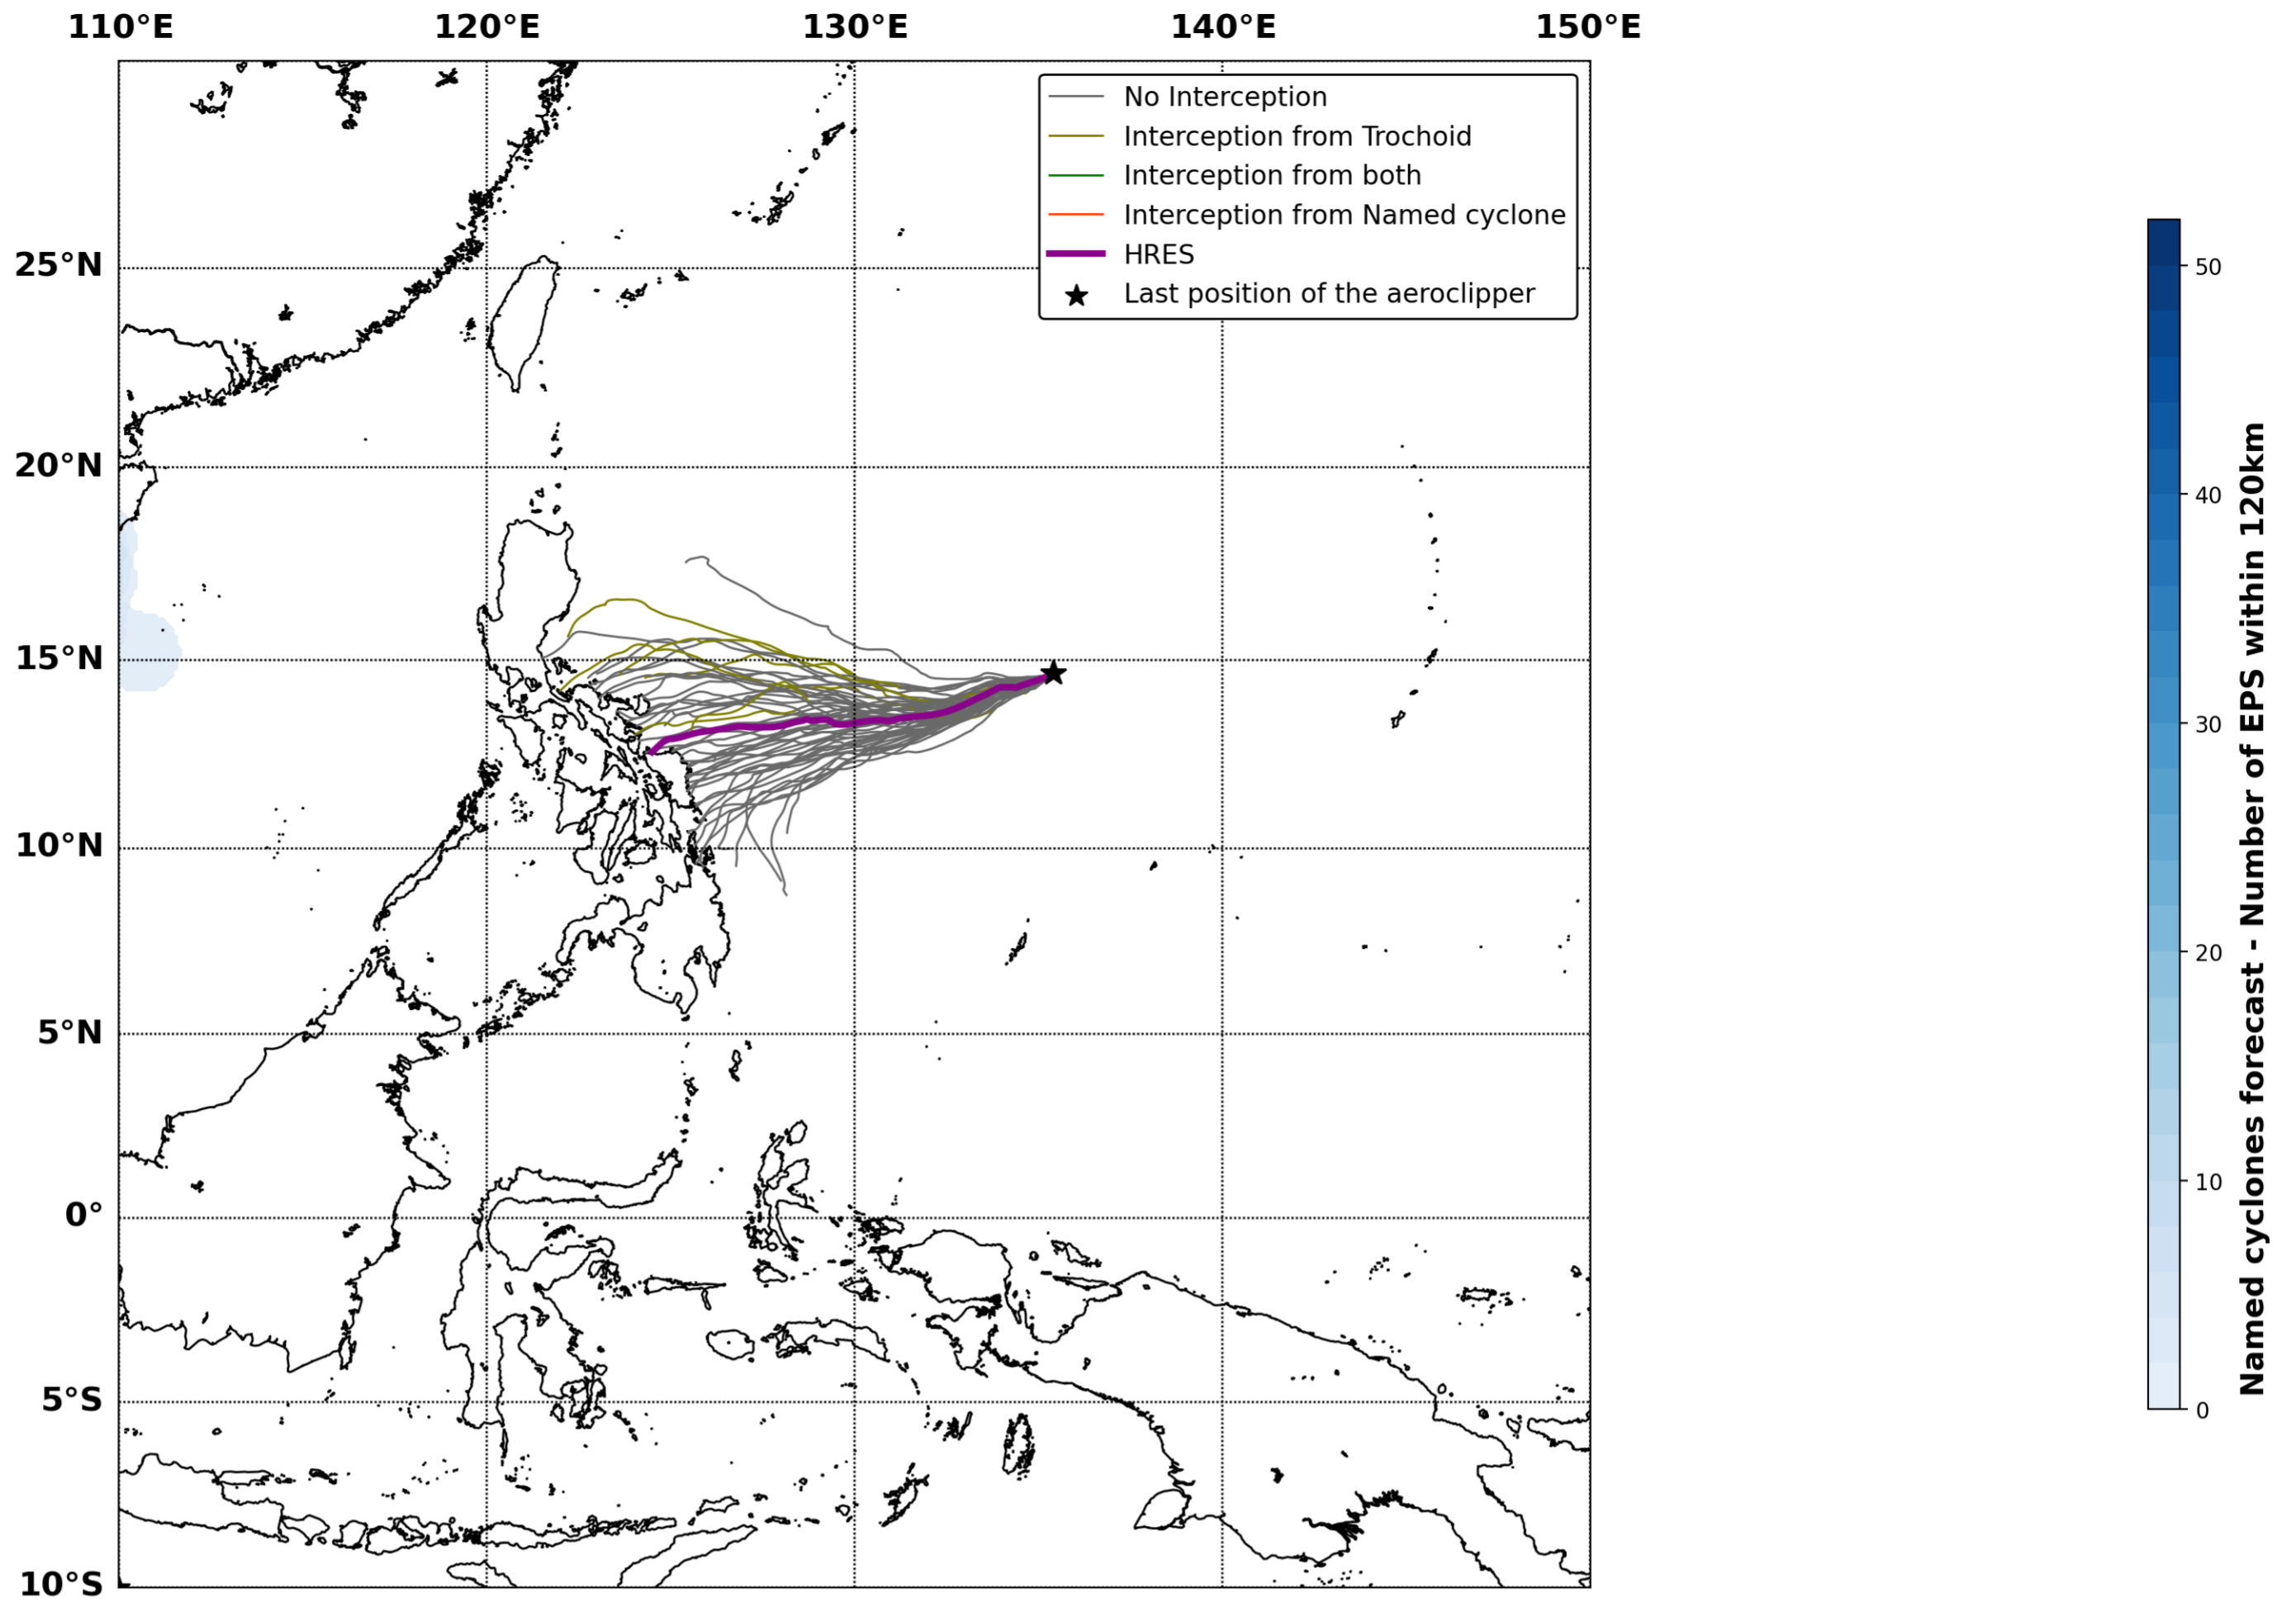 110°E 120°E 130°E 140°E 150°E
No Interception
Interception from Trochoid
Interception from both
Interception from Named cyclone
HRES
Last position of the aeroclipper
25°N
20°N
15°N
10°N
5°N
0°
5°S
10°S
50
40
30
20
10
0
Named cyclones forecast - Number of EPS within 120km